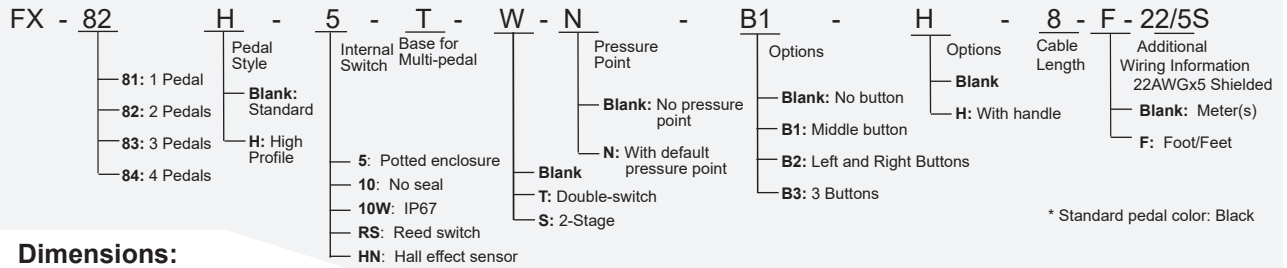 FX - 82 H - 5 - T - W - N - B1 - H - 8 - F - 22/5S
81: 1 Pedal
82: 2 Pedals
83: 3 Pedals
84: 4 Pedals
Pedal
Style
Blank:
Standard
H: High
Profile
Internal
Switch
5: Potted enclosure
10: No seal
10W: IP67
RS: Reed switch
HN: Hall effect sensor
Base for
Multi-pedal
Blank
T: Double-switch
S: 2-Stage
Pressure
Point
Blank: No pressure
point
N: With default
pressure point
Options
Blank: No button
B1: Middle button
B2: Left and Right Buttons
B3: 3 Buttons
Options
Blank
H: With handle
Cable
Length
Additional
Wiring Information
22AWGx5 Shielded
Blank: Meter(s)
F: Foot/Feet
* Standard pedal color: Black
Dimensions: